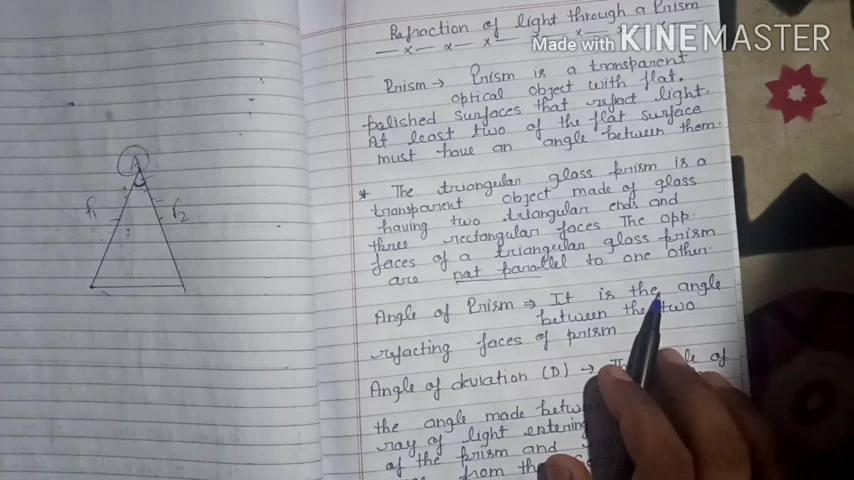 Refraction of light through a Prism
Made with KINEMASTER
Prism → Prism is a transparent
optical object with flat.
polished surfaces that refract light.
At least two of the flat surface
must have an angle between them.
* The triangular glass prism is a
transparent object made of glass
having two triangular ends and
three rectangular faces The opp.
faces of a triangular glass prism
are not parallel to one other.
Angle of Prism ⇒ It is the angle
between the two
refacting faces of prism
Angle of deviation (D) → of
the angle made
ray of light entering
of the prism and
from the
A
f1
f2